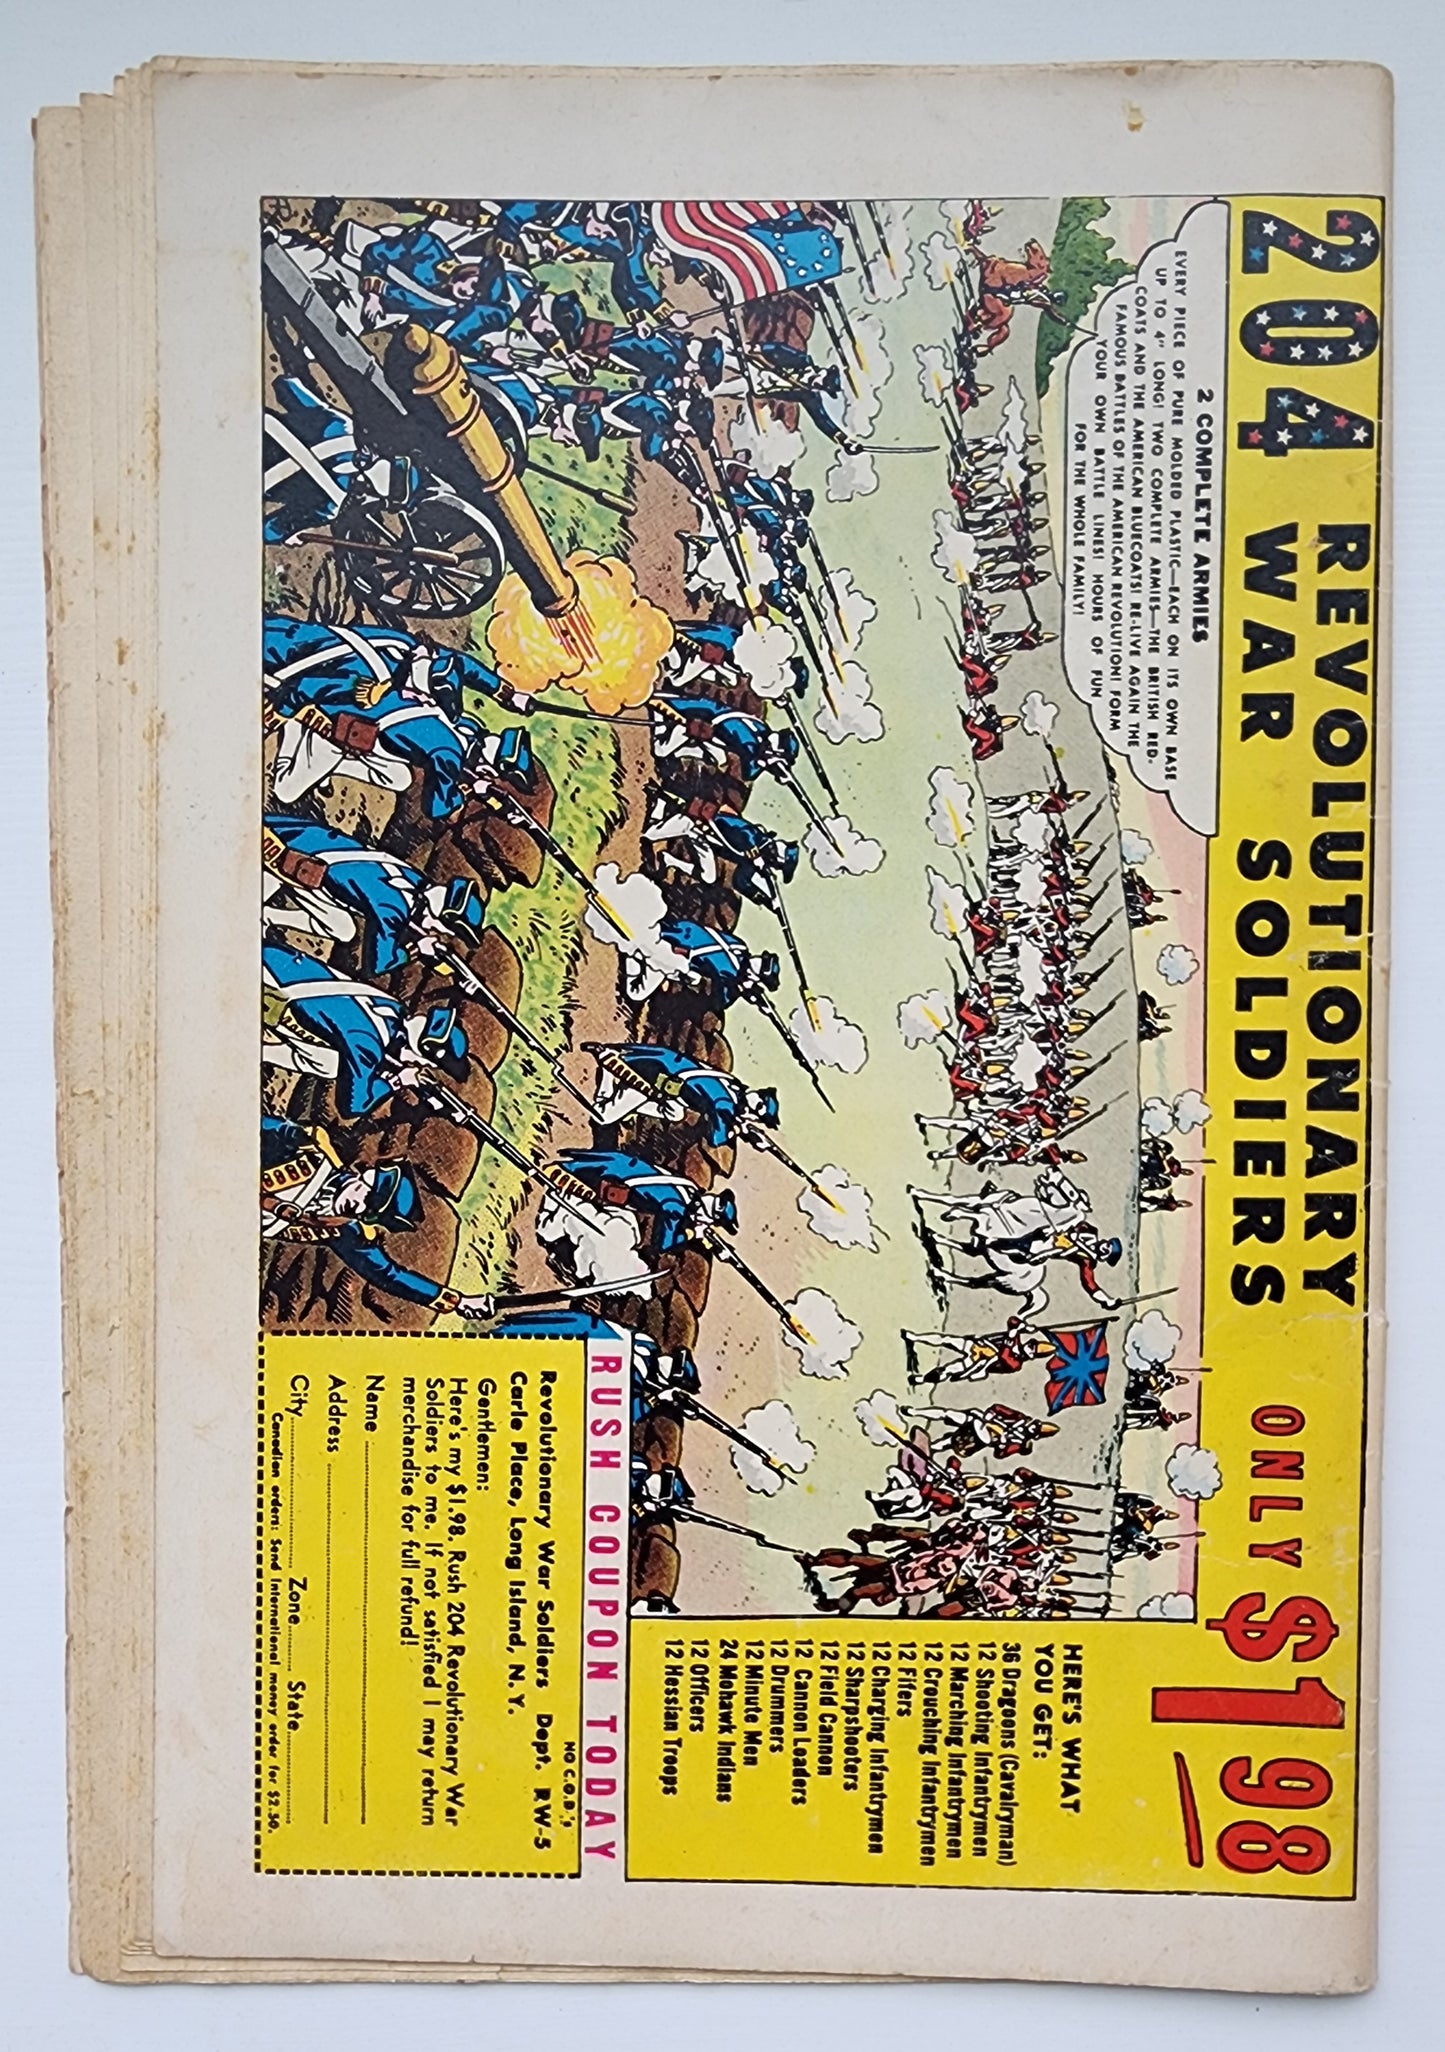 204 REVOLUTIONARY
WAR SOLDIERS
ONLY $1.98
2 COMPLETE ARMIES
EVERY PIECE OF PURE MOLDED PLASTIC—EACH ON ITS OWN BASE
UP TO 4" LONG! TWO COMPLETE ARMIES—THE BRITISH RED.
COATS AND THE AMERICAN BLUECOATS! RE-LIVE AGAIN THE
FAMOUS BATTLES OF THE AMERICAN REVOLUTION! FORM
YOUR OWN BATTLE LINES! HOURS OF FUN
FOR THE WHOLE FAMILY!
HERE'S WHAT
YOU GET:
36 Dragoons (Cavalryman)
12 Shooting Infantrymen
12 Marching Infantrymen
12 Crouching Infantrymen
12 Fifers
12 Charging Infantrymen
12 Sharpshooters
12 Field Cannon
12 Cannon Loaders
12 Drummers
12 Minute Men
24 Mohawk Indians
12 Officers
12 Hessian Troops
RUSH COUPON TODAY
NO C.O.D.'s
Revolutionary War Soldiers Dept. RW-5
Carle Place, Long Island, N. Y.
Gentlemen:
Here's my $1.98. Rush 204 Revolutionary War
Soldiers to me. If not satisfied I may return
merchandise for full refund!
Name
Address
City Zone State
Canadian orders: Send International money order for $2.50.